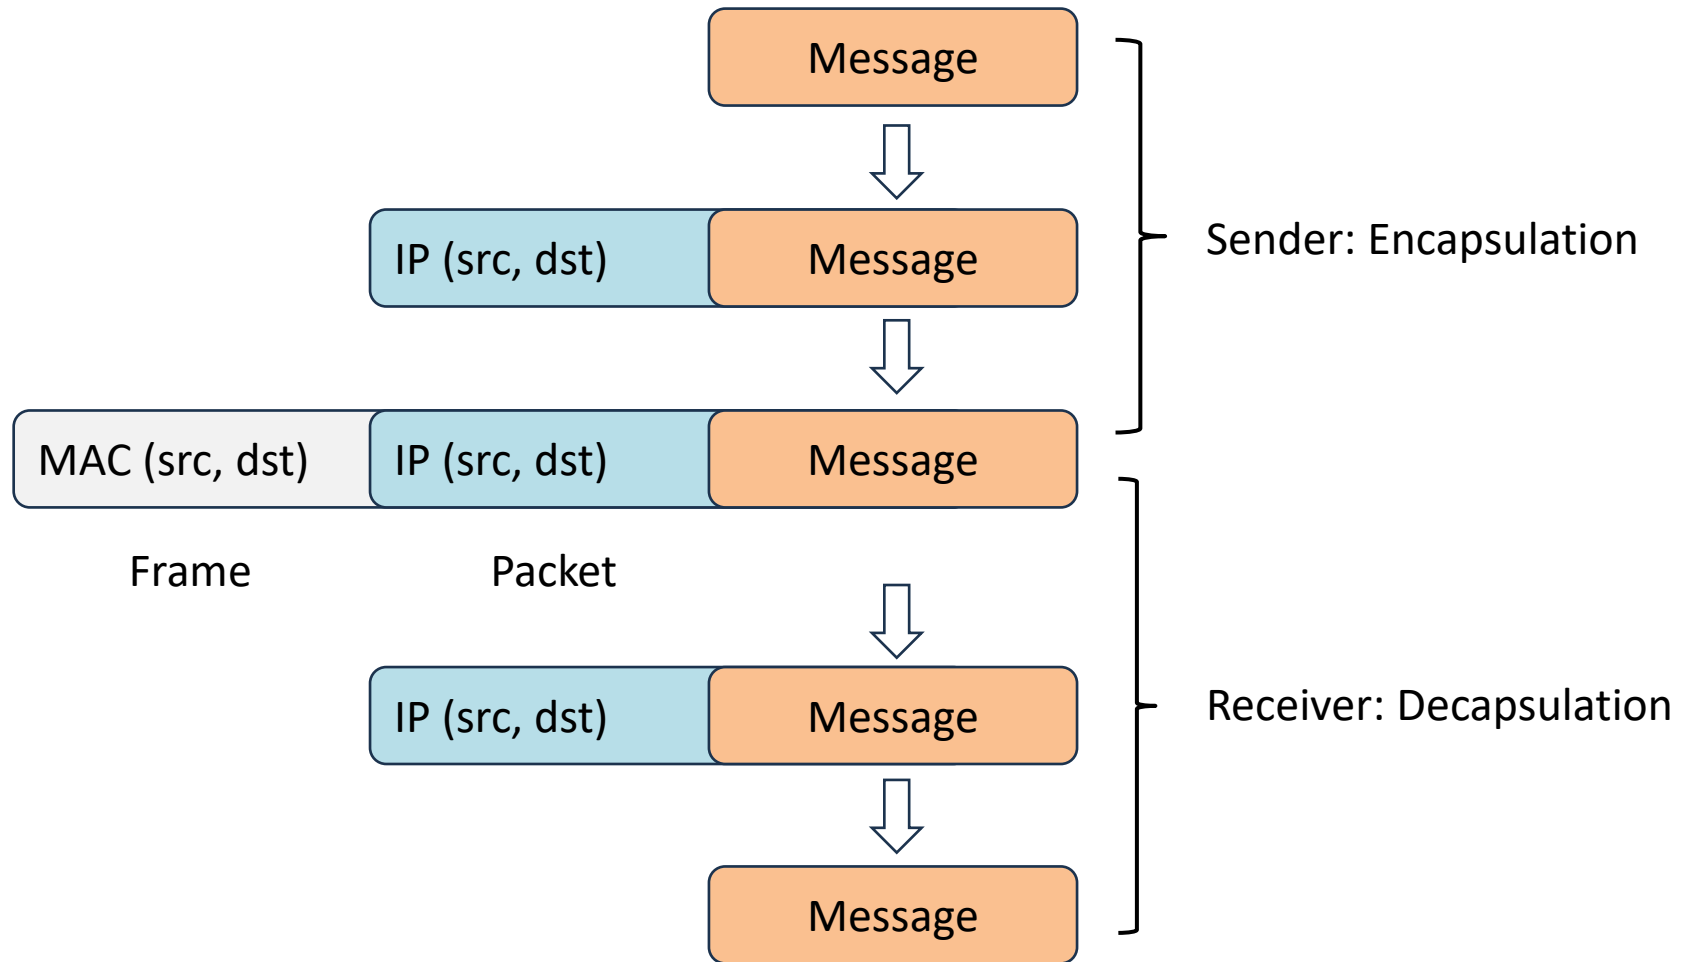 Message
IP (src, dst) Message
Sender: Encapsulation
MAC (src, dst) IP (src, dst) Message
Frame Packet
IP (src, dst) Message
Receiver: Decapsulation
Message